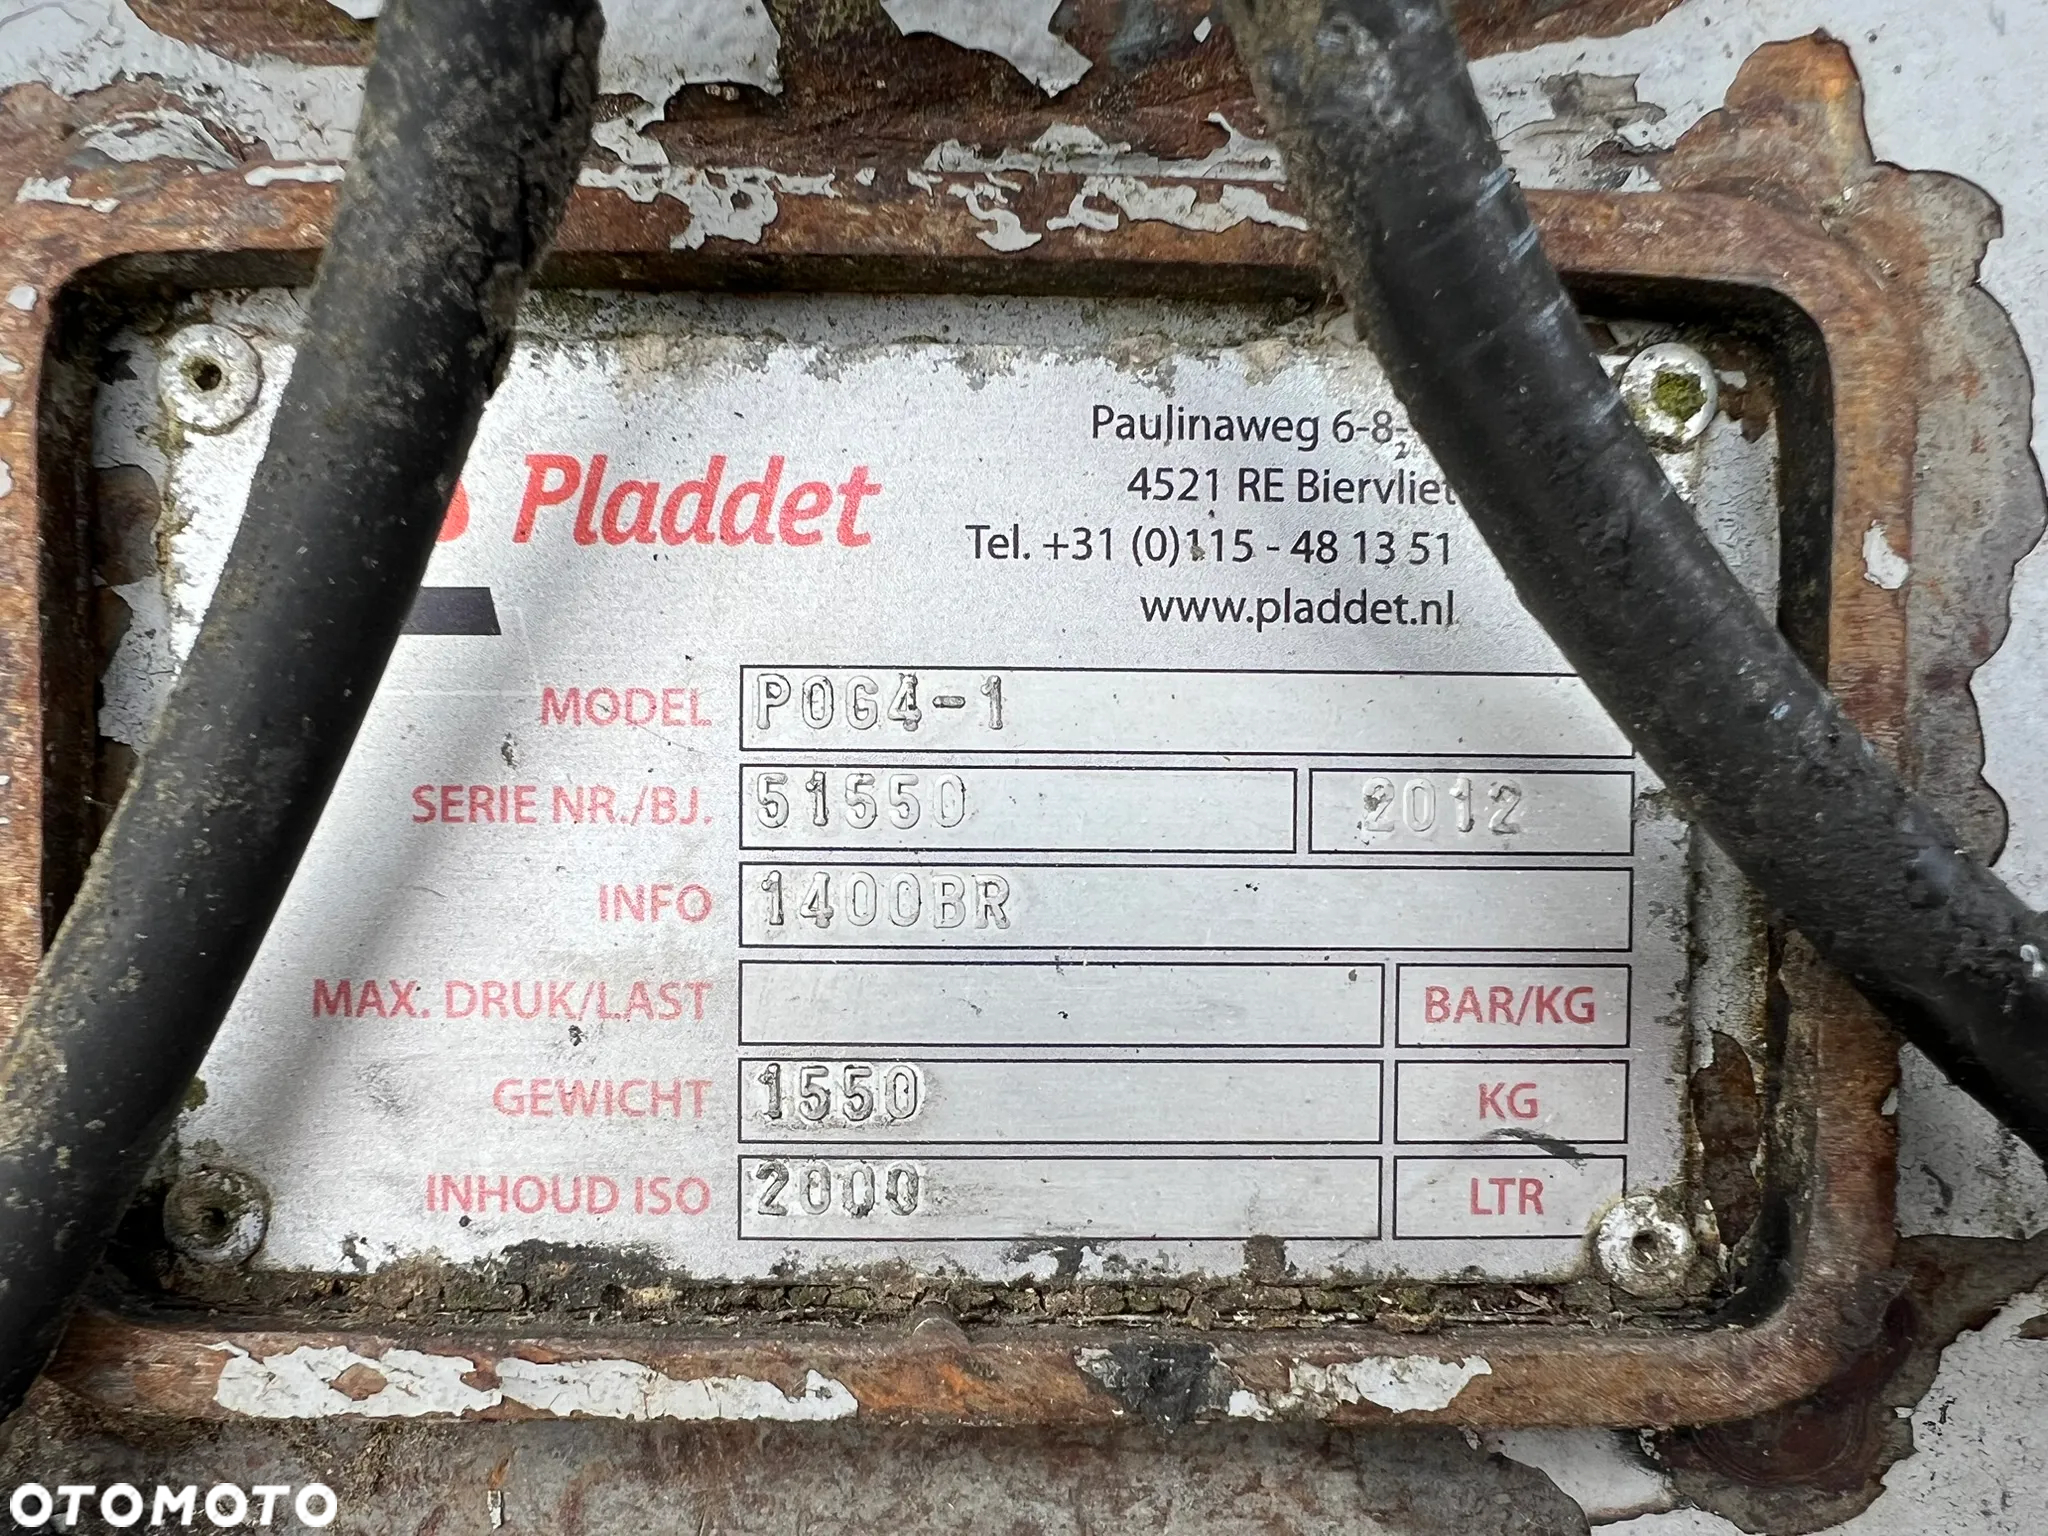 Pladdet
Paulinaweg 6-8
4521 RE Biervliet
Tel. +31 (0)115 - 48 13 51
www.pladdet.nl
MODEL POG4-1
SERIE NR./BJ. 51550 2012
INFO 1400BR
MAX. DRUK/LAST BAR/KG
GEWICHT 1550 KG
INHOUD ISO 2000 LTR
OTOMOTO